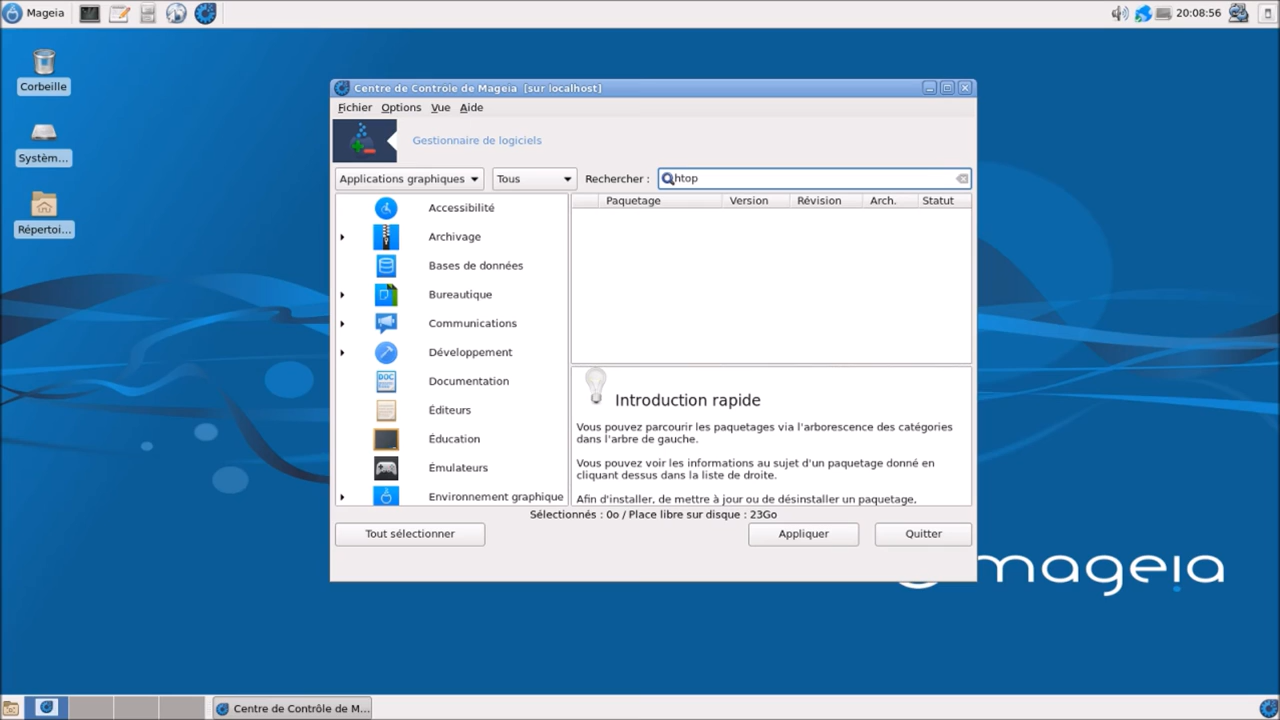 Mageia
20:08:56
Corbeille
Systèm...
Répertoi...
Centre de Contrôle de Mageia [sur localhost]
Fichier Options Vue Aide
Gestionnaire de logiciels
Applications graphiques Tous Rechercher : htop
Paquetage Version Révision Arch. Statut
Accessibilité
Archivage
Bases de données
Bureautique
Communications
Développement
DOC Documentation
Éditeurs
Éducation
Émulateurs
Environnement graphique
Introduction rapide
Vous pouvez parcourir les paquetages via l'arborescence des catégories
dans l'arbre de gauche.
Vous pouvez voir les informations au sujet d'un paquetage donné en
cliquant dessus dans la liste de droite.
Afin d'installer, de mettre à jour ou de désinstaller un paquetage,
Sélectionnés : 0o / Place libre sur disque : 23Go
Tout sélectionner Appliquer Quitter
mageia
Centre de Contrôle de M...